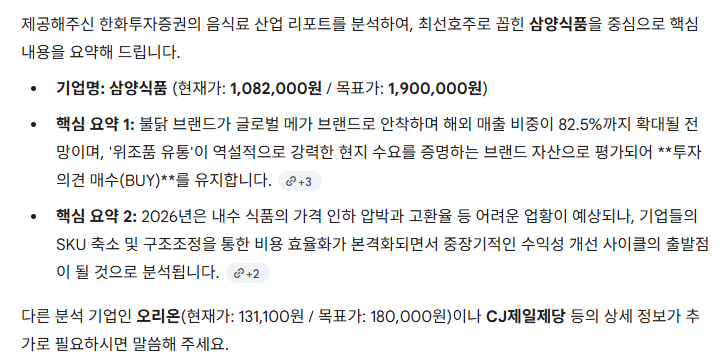 제공해주신 한화투자증권의 음식료 산업 리포트를 분석하여, 최선호주로 꼽힌 삼양식품을 중심으로 핵심
내용을 요약해 드립니다.
• 기업명: 삼양식품 (현재가: 1,082,000원 / 목표가: 1,900,000원)
• 핵심 요약 1: 불닭 브랜드가 글로벌 메가 브랜드로 안착하며 해외 매출 비중이 82.5%까지 확대될 전
망이며, '위조품 유통'이 역설적으로 강력한 현지 수요를 증명하는 브랜드 자산으로 평가되어 **투자
의견 매수(BUY)**를 유지합니다. +3
• 핵심 요약 2: 2026년은 내수 식품의 가격 인하 압박과 고환율 등 어려운 업황이 예상되나, 기업들의
SKU 축소 및 구조조정을 통한 비용 효율화가 본격화되면서 중장기적인 수익성 개선 사이클의 출발점
이 될 것으로 분석됩니다. +2
다른 분석 기업인 오리온(현재가: 131,100원 / 목표가: 180,000원)이나 CJ제일제당 등의 상세 정보가 추
가로 필요하시면 말씀해 주세요.